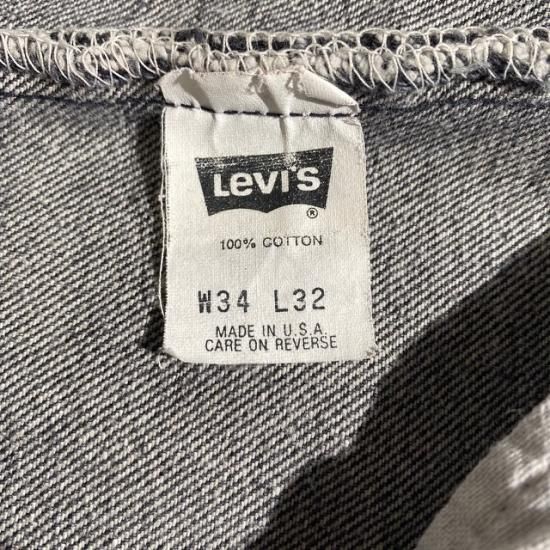 Levi's
®
100% COTTON
W34 L32
MADE IN U.S.A.
CARE ON REVERSE